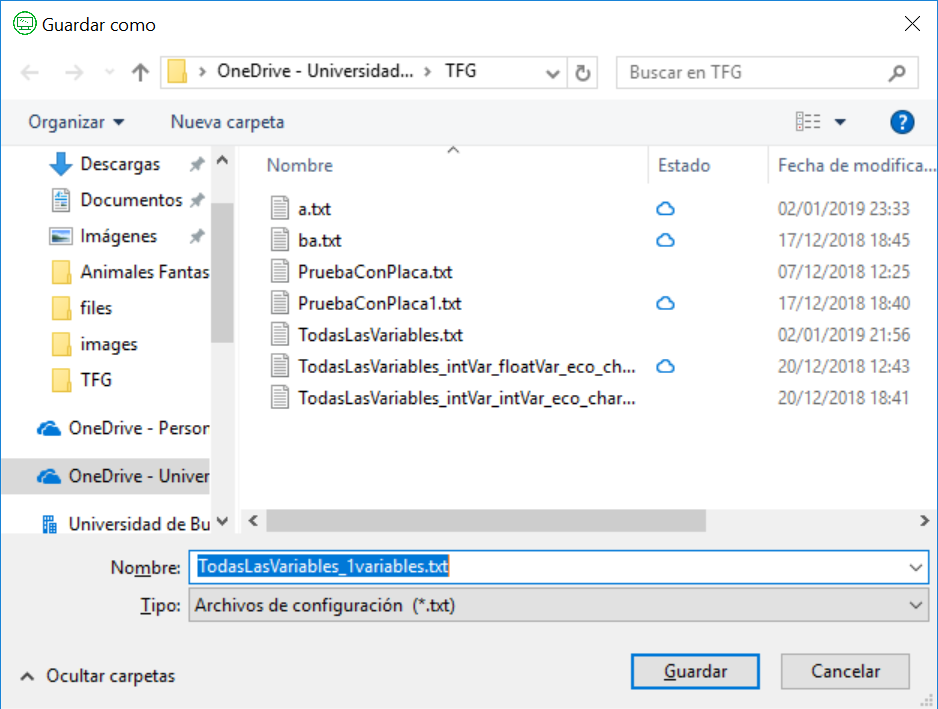 Guardar como
OneDrive - Universidad... › TFG
Buscar en TFG
Organizar
Nueva carpeta
?
Descargas
Documentos
Imágenes
Animales Fantas
files
images
TFG
OneDrive - Person
OneDrive - Univer
Universidad de Bu
Nombre Estado Fecha de modifica...
a.txt 02/01/2019 23:33
ba.txt 17/12/2018 18:45
PruebaConPlaca.txt 07/12/2018 12:25
PruebaConPlaca1.txt 17/12/2018 18:40
TodasLasVariables.txt 02/01/2019 21:56
TodasLasVariables_intVar_floatVar_eco_ch... 20/12/2018 12:43
TodasLasVariables_intVar_intVar_eco_char... 20/12/2018 18:41
Nombre: TodasLasVariables_1variables.txt
Tipo: Archivos de configuración (*.txt)
Ocultar carpetas
Guardar
Cancelar